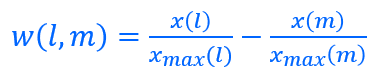 w(l,m) = x(l)/x_max(l) − x(m)/x_max(m)